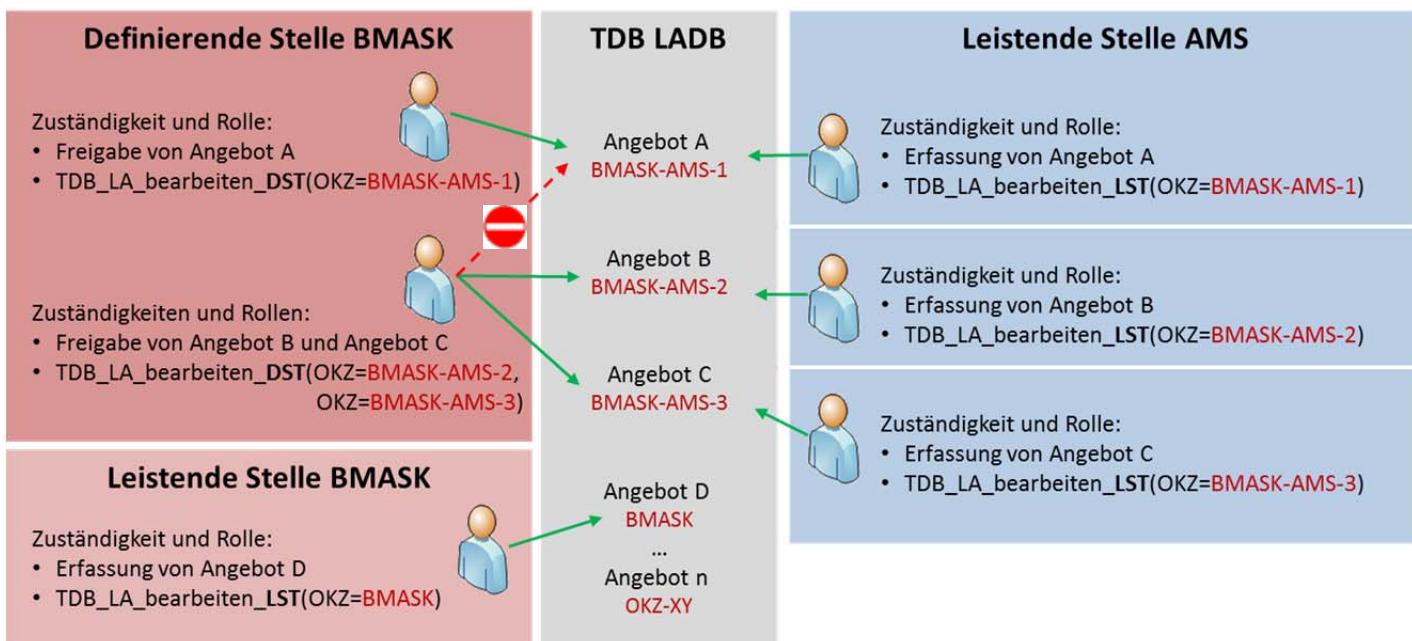 Definierende Stelle BMASK
Zuständigkeit und Rolle:
• Freigabe von Angebot A
• TDB_LA_bearbeiten_DST(OKZ=BMASK-AMS-1)
Zuständigkeiten und Rollen:
• Freigabe von Angebot B und Angebot C
• TDB_LA_bearbeiten_DST(OKZ=BMASK-AMS-2,
OKZ=BMASK-AMS-3)
Leistende Stelle BMASK
Zuständigkeit und Rolle:
• Erfassung von Angebot D
• TDB_LA_bearbeiten_LST(OKZ=BMASK)
TDB LADB
Angebot A
BMASK-AMS-1
Angebot B
BMASK-AMS-2
Angebot C
BMASK-AMS-3
Angebot D
BMASK
...
Angebot n
OKZ-XY
Leistende Stelle AMS
Zuständigkeit und Rolle:
• Erfassung von Angebot A
• TDB_LA_bearbeiten_LST(OKZ=BMASK-AMS-1)
Zuständigkeit und Rolle:
• Erfassung von Angebot B
• TDB_LA_bearbeiten_LST(OKZ=BMASK-AMS-2)
Zuständigkeit und Rolle:
• Erfassung von Angebot C
• TDB_LA_bearbeiten_LST(OKZ=BMASK-AMS-3)